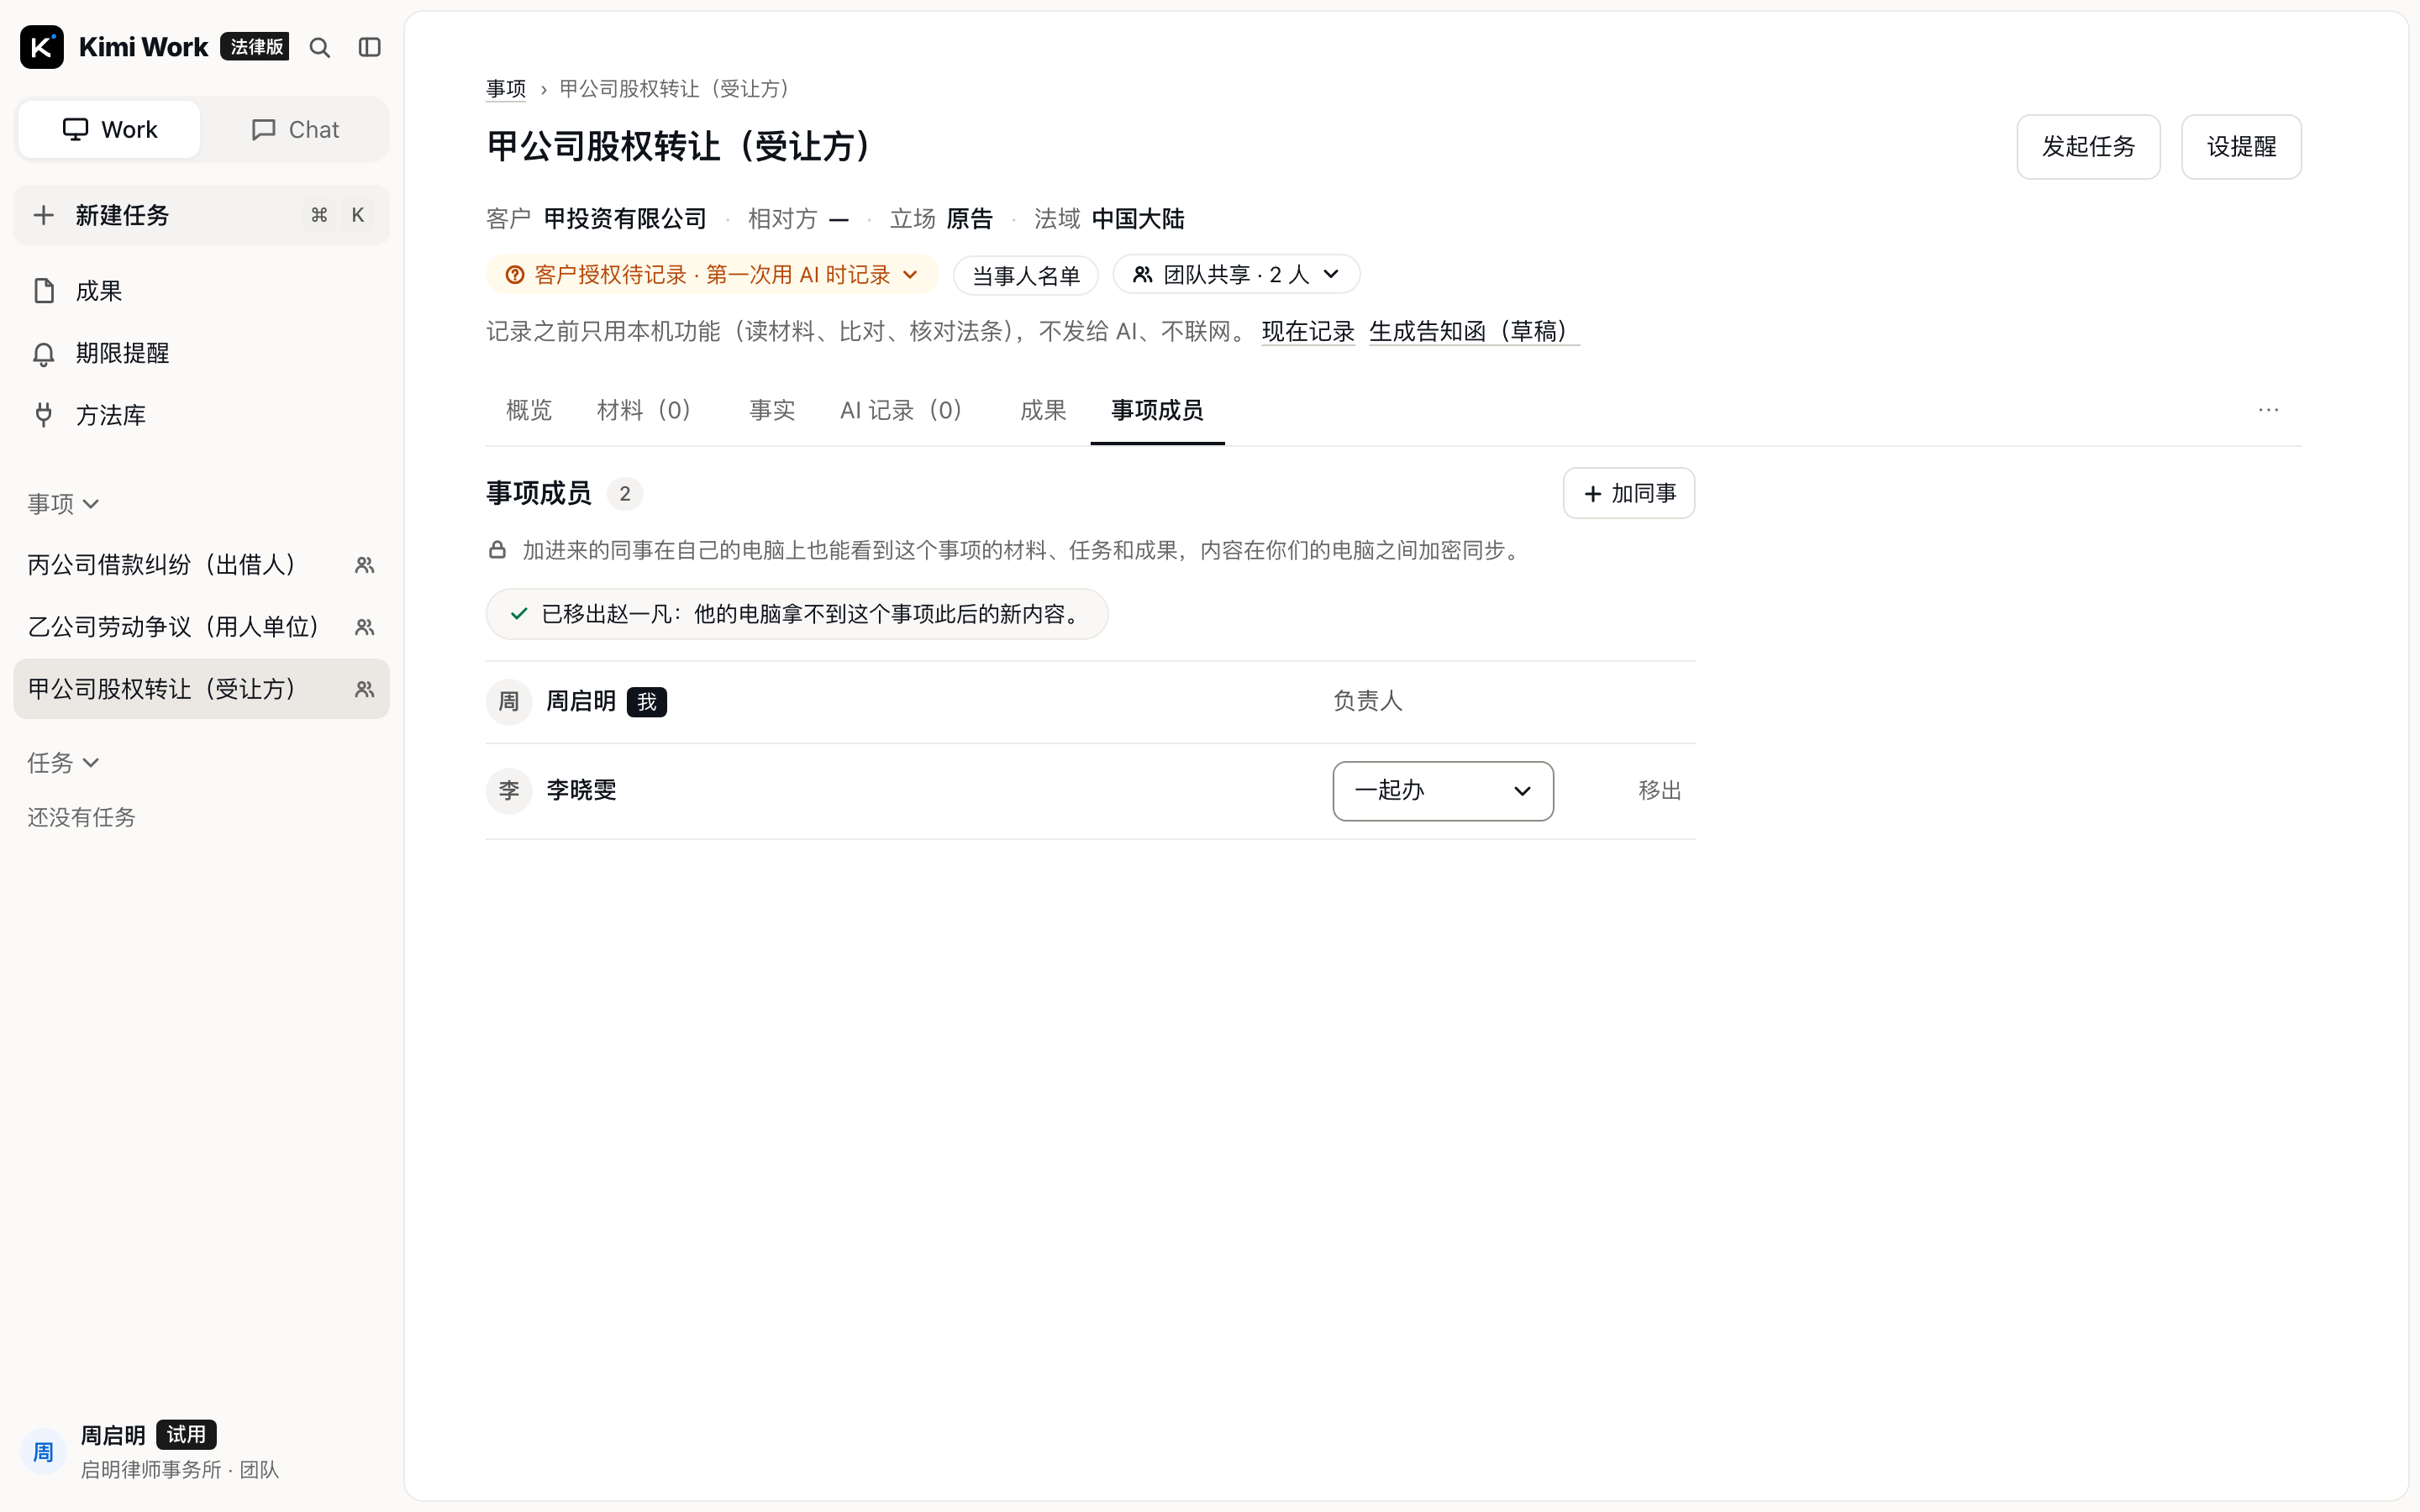 Kimi Work 法律版
Work Chat
新建任务 ⌘ K
成果
期限提醒
方法库
事项
丙公司借款纠纷（出借人）
乙公司劳动争议（用人单位）
甲公司股权转让（受让方）
任务
还没有任务
周启明 试用
启明律师事务所 · 团队
事项 › 甲公司股权转让（受让方）
甲公司股权转让（受让方）
发起任务 设提醒
客户 甲投资有限公司 · 相对方 — · 立场 原告 · 法域 中国大陆
客户授权待记录 · 第一次用 AI 时记录 当事人名单 团队共享 · 2 人
记录之前只用本机功能（读材料、比对、核对法条），不发给 AI、不联网。 现在记录 生成告知函（草稿）
概览 材料（0） 事实 AI 记录（0） 成果 事项成员 ···
事项成员 2 加同事
加进来的同事在自己的电脑上也能看到这个事项的材料、任务和成果，内容在你们的电脑之间加密同步。
已移出赵一凡：他的电脑拿不到这个事项此后的新内容。
周 周启明 我 负责人
李 李晓雯 一起办 移出